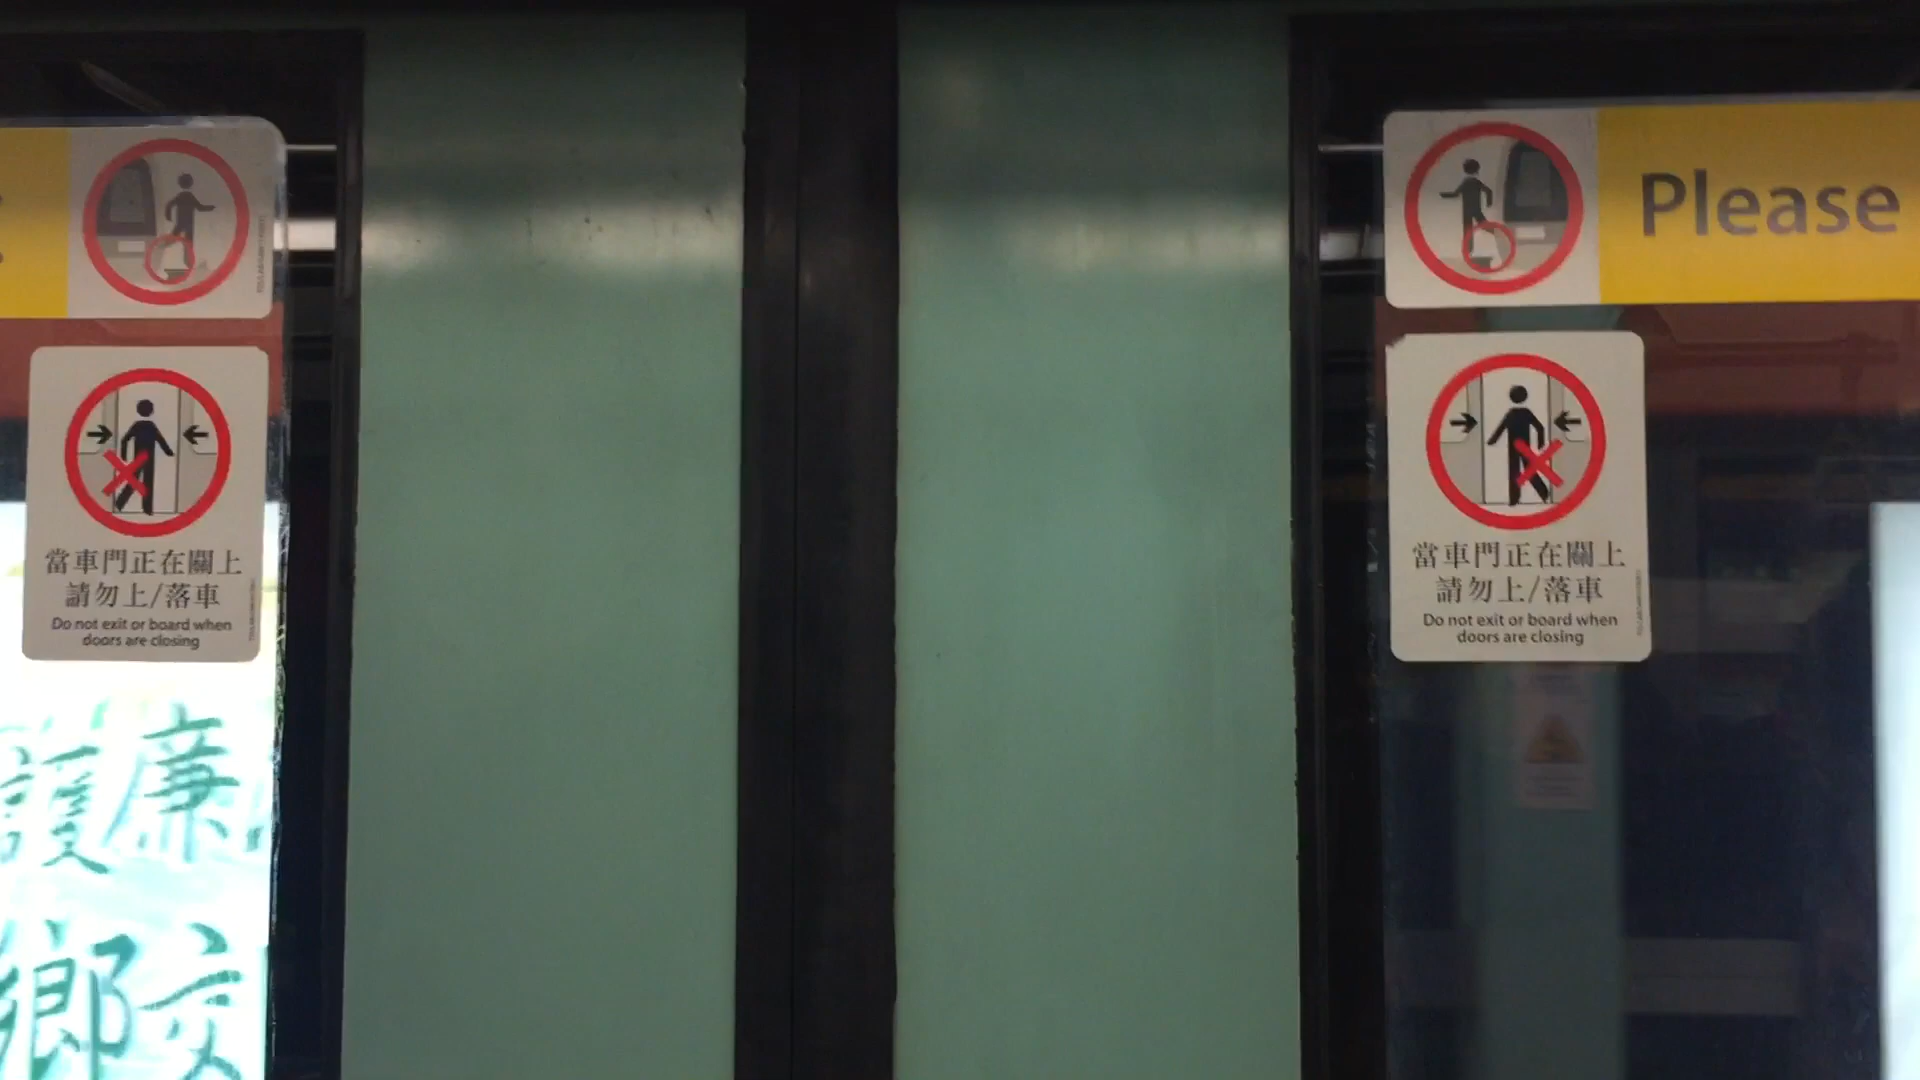 Please
當車門正在關上
請勿上/落車
Do not exit or board when
doors are closing
當車門正在關上
請勿上/落車
Do not exit or board when
doors are closing
護廉
鄉交